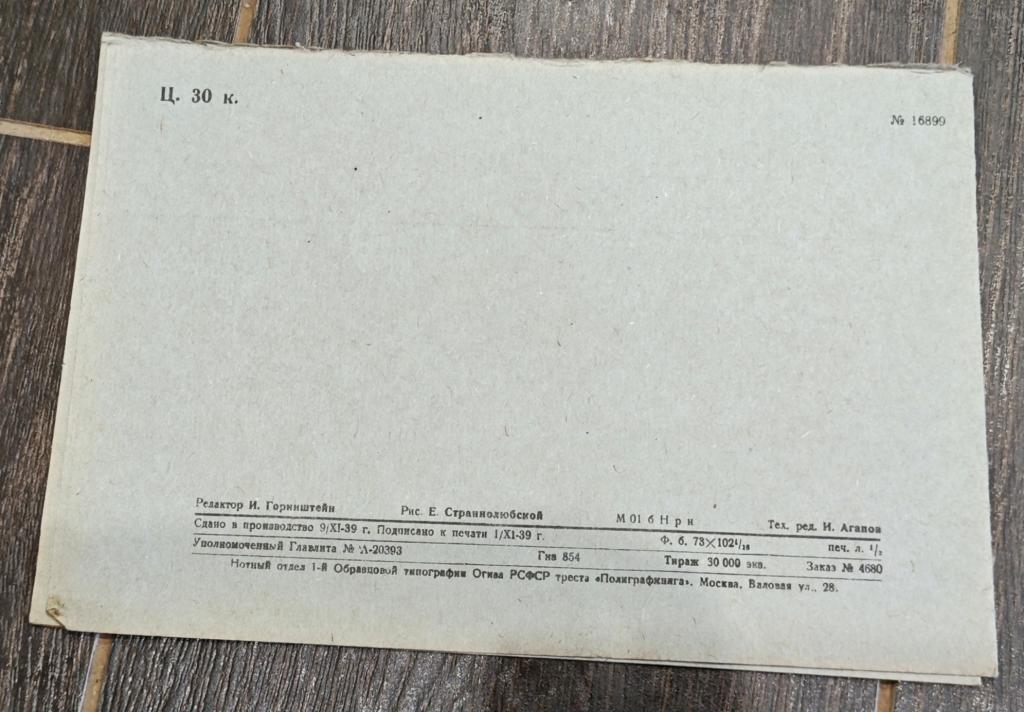 Ц. 30 к.
№ 16899
Редактор И. Горинштейн Рис. Е. Страннолюбской М 01 б Н р н Тех. ред. И. Агапов
Сдано в производство 9/XI-39 г. Подписано к печати 1/X1-39 г. Ф. б. 73×102¹/₁₆ печ. л. ¹/₂
Уполномоченный Главлита № А-20393 Гиз 854 Тираж 30 000 экз. Заказ № 4680
Нотный отдел 1-й Образцовой типографии Огиза РСФСР треста «Полиграфкнига». Москва, Валовая ул., 28.